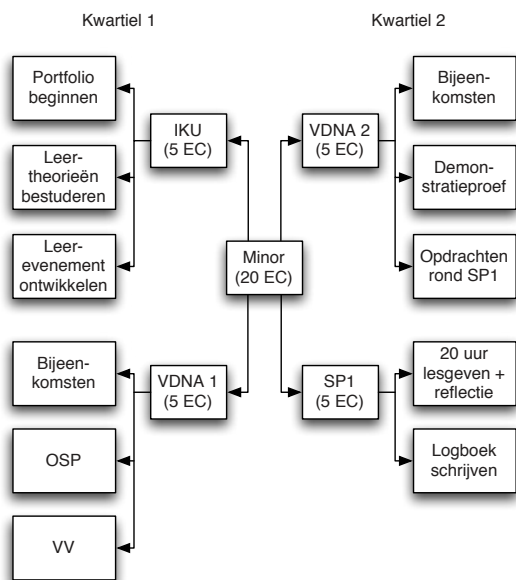 Kwartiel 1
Kwartiel 2
Portfolio
beginnen
IKU
(5 EC)
Leer-
theorieën
bestuderen
Leer-
evenement
ontwikkelen
VDNA 2
(5 EC)
Bijeen-
komsten
Demon-
stratieproef
Opdrachten
rond SP1
Minor
(20 EC)
Bijeen-
komsten
VDNA 1
(5 EC)
OSP
VV
SP1
(5 EC)
20 uur
lesgeven +
reflectie
Logboek
schrijven